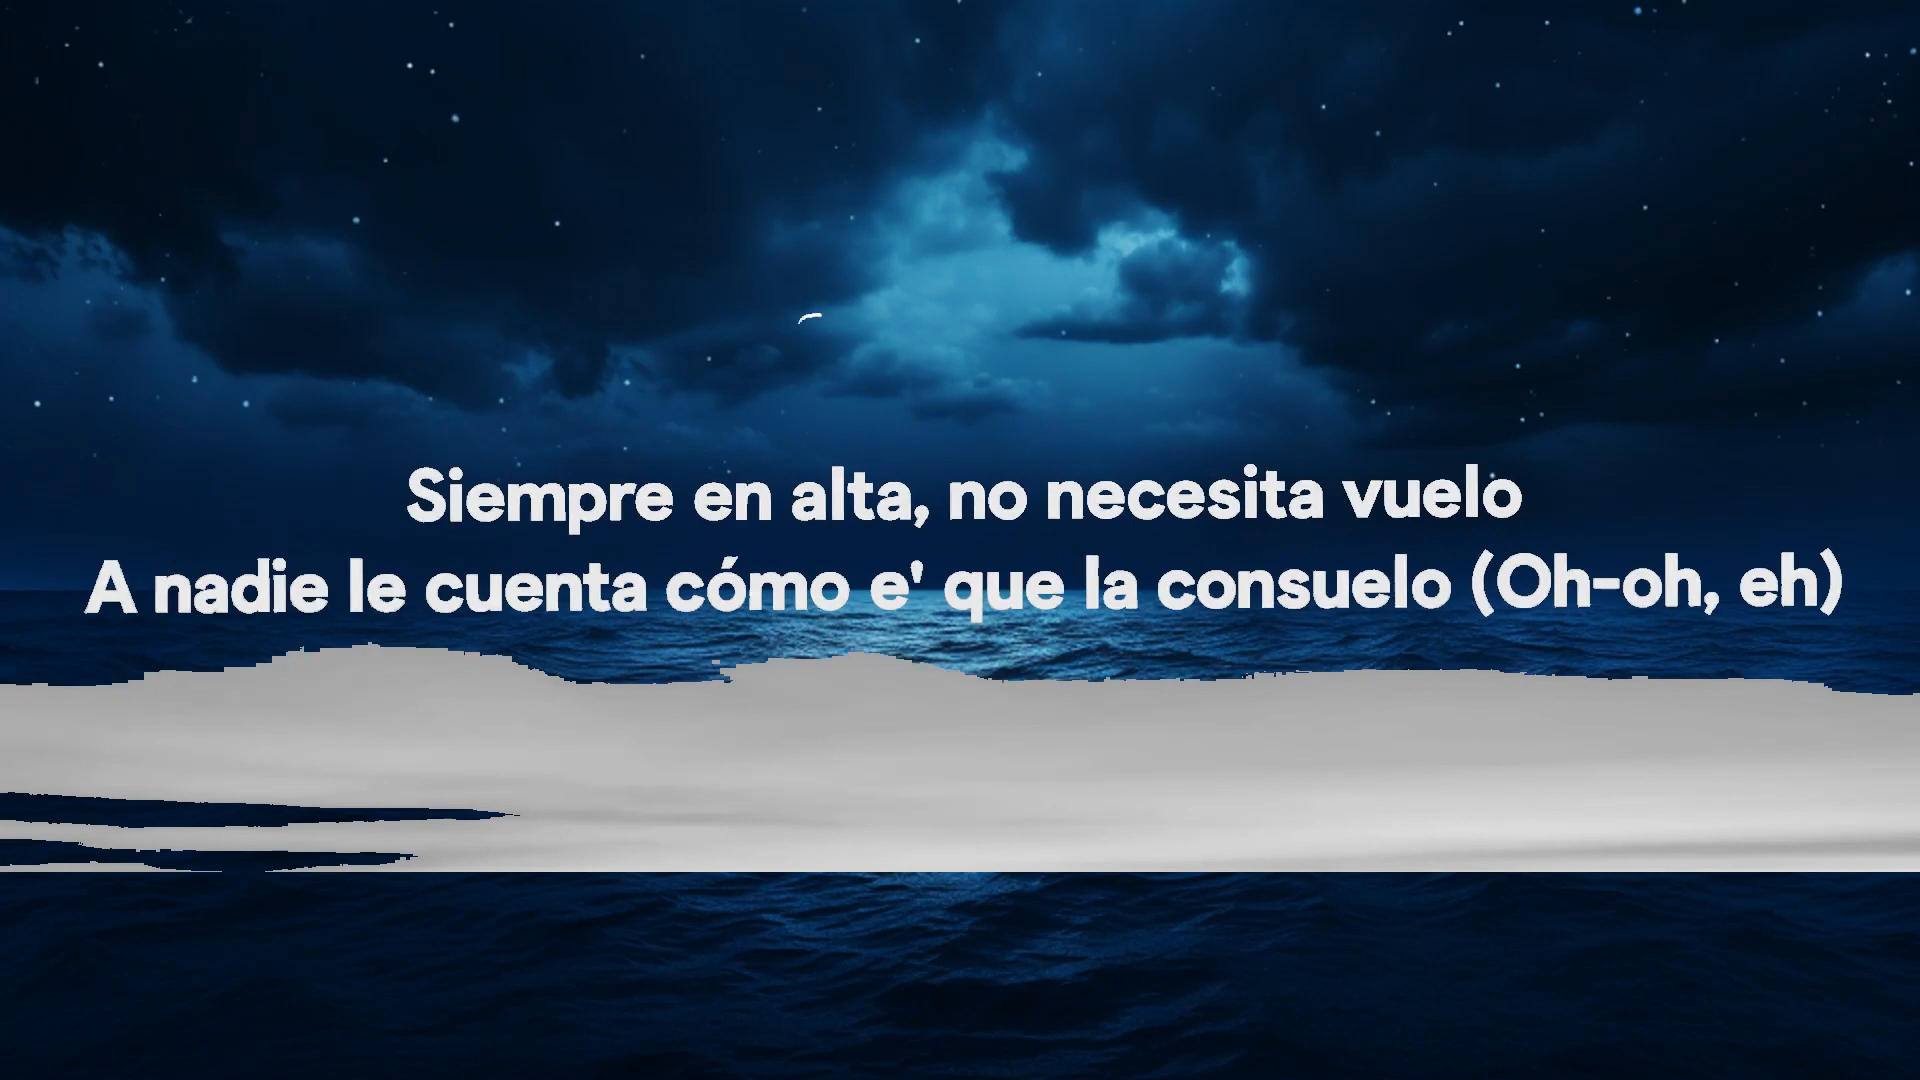 Siempre en alta, no necesita vuelo
A nadie le cuenta cómo e' que la consuelo (Oh-oh, eh)